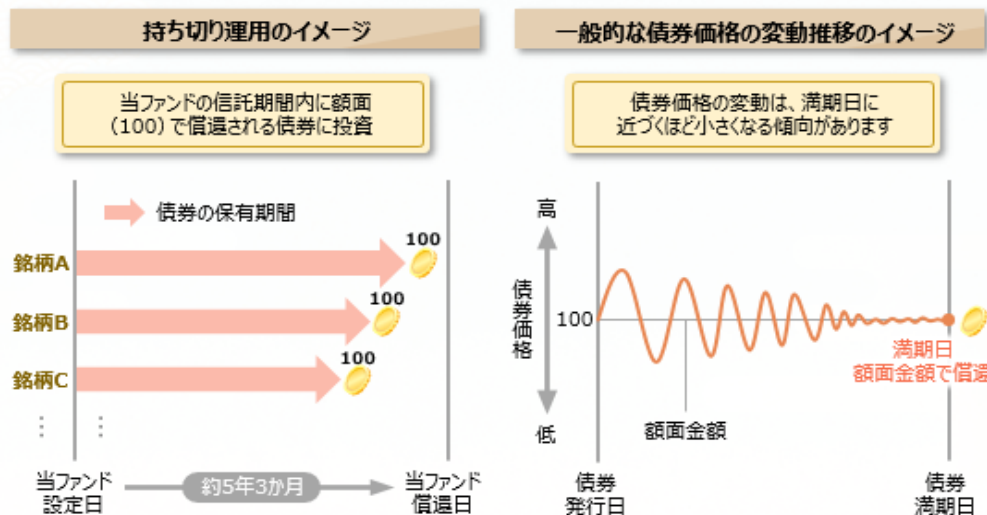 持ち切り運用のイメージ
当ファンドの信託期間内に額面
（100）で償還される債券に投資
債券の保有期間
銘柄A
100
銘柄B
100
銘柄C
100
当ファンド
設定日
約5年3か月
当ファンド
償還日
一般的な債券価格の変動推移のイメージ
債券価格の変動は、満期日に
近づくほど小さくなる傾向があります
高
債券価格
低
100
額面金額
満期日
額面金額で償還
債券
発行日
債券
満期日